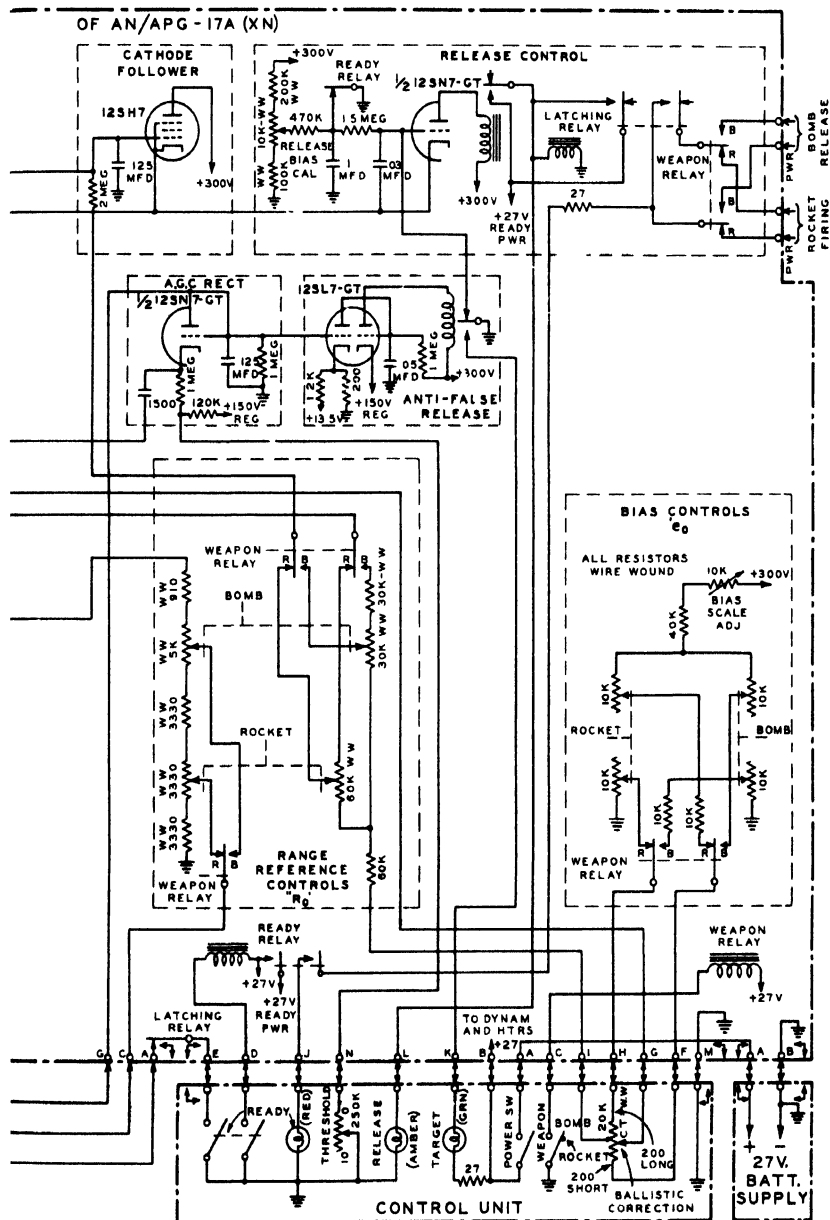 OF AN/APG-17A (XN)
CATHODE
FOLLOWER
12SH7
.125
MFD
2 MEG
+300V
RELEASE CONTROL
+300V
200K
WW
10K-WW
WW
100K
470K
RELEASE
BIAS
CAL
READY
RELAY
1.5 MEG
.1
MFD
.03
MFD
1/2 12SN7-GT
+300V
+27V
READY
PWR
LATCHING
RELAY
27
WEAPON
RELAY
B
R
B
R
PWR
BOMB
RELEASE
PWR
ROCKET
FIRING
A.G.C RECT
1/2 12SN7-GT
1500
1 MEG
120K
+150V
REG
.125
MFD
1 MEG
12SL7-GT
1.2K
+13.5V
200
+150V
REG
.05
MFD
1 MEG
+300V
ANTI-FALSE
RELEASE
WEAPON
RELAY
R
B
R
B
BOMB
ROCKET
WW
910
WW
5K
WW
3330
WW
3330
WW
3330
30K-WW
30K WW
60K WW
60K
R
B
WEAPON
RELAY
RANGE
REFERENCE
CONTROLS
"R₀"
BIAS CONTROLS
'e₀
ALL RESISTORS
WIRE WOUND
10K
+300V
BIAS
SCALE
ADJ
40K
10K
10K
ROCKET
BOMB
10K
10K
10K
10K
R
B
R
B
WEAPON
RELAY
READY
RELAY
+27V
+27V
READY
PWR
LATCHING
RELAY
WEAPON
RELAY
+27V
TO DYNAM
AND HTRS
+27
G
C
A
E
D
J
N
L
K
B
A
C
I
H
G
F
M
A
B
READY
(RED)
THRESHOLD
10
0
250K
RELEASE
(AMBER)
TARGET
(GRN)
27
POWER SW
WEAPON
BOMB
ROCKET
20K
WW
CT
200
LONG
200
SHORT
BALLISTIC
CORRECTION
CONTROL UNIT
+
−
27V.
BATT.
SUPPLY